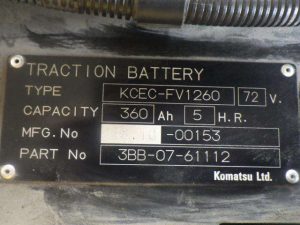 TRACTION BATTERY
TYPE KCEC-FV1260 72 V.
CAPACITY 360 Ah 5 H.R.
MFG.No -00153
PART No 3BB-07-61112
Komatsu Ltd.